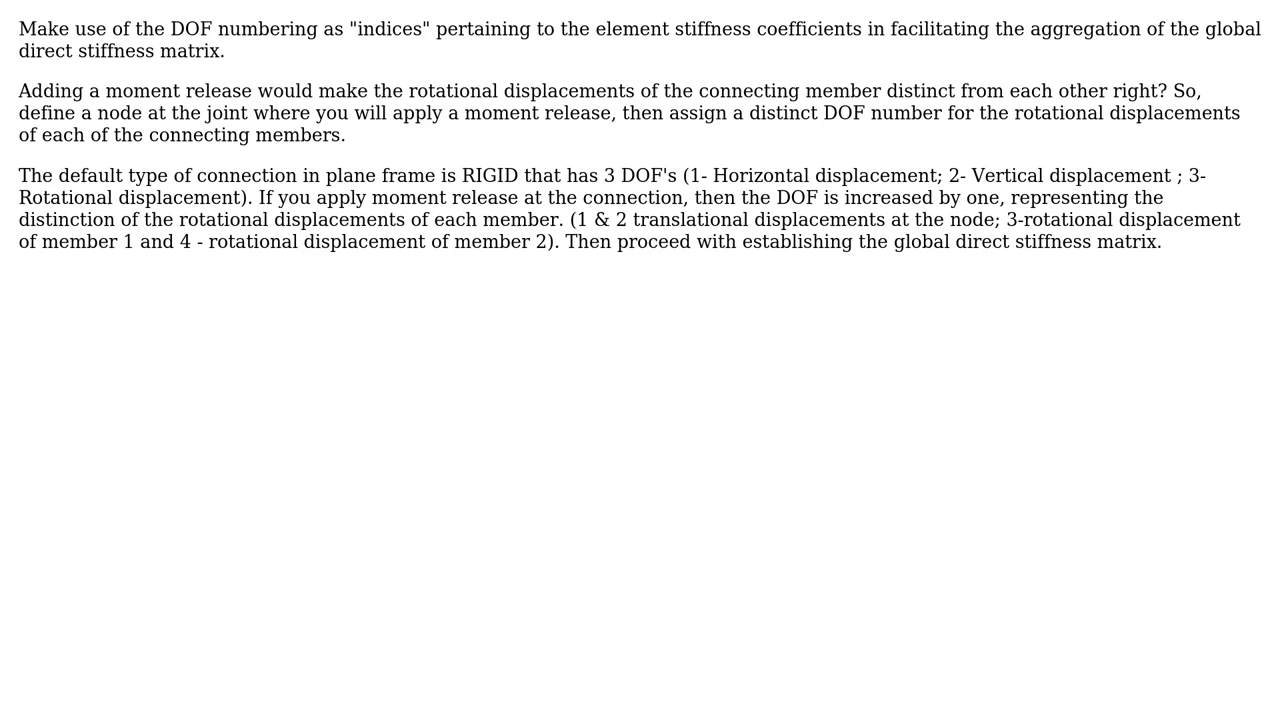 Make use of the DOF numbering as "indices" pertaining to the element stiffness coefficients in facilitating the aggregation of the global
direct stiffness matrix.
Adding a moment release would make the rotational displacements of the connecting member distinct from each other right? So,
define a node at the joint where you will apply a moment release, then assign a distinct DOF number for the rotational displacements
of each of the connecting members.
The default type of connection in plane frame is RIGID that has 3 DOF's (1- Horizontal displacement; 2- Vertical displacement ; 3-
Rotational displacement). If you apply moment release at the connection, then the DOF is increased by one, representing the
distinction of the rotational displacements of each member. (1 & 2 translational displacements at the node; 3-rotational displacement
of member 1 and 4 - rotational displacement of member 2). Then proceed with establishing the global direct stiffness matrix.